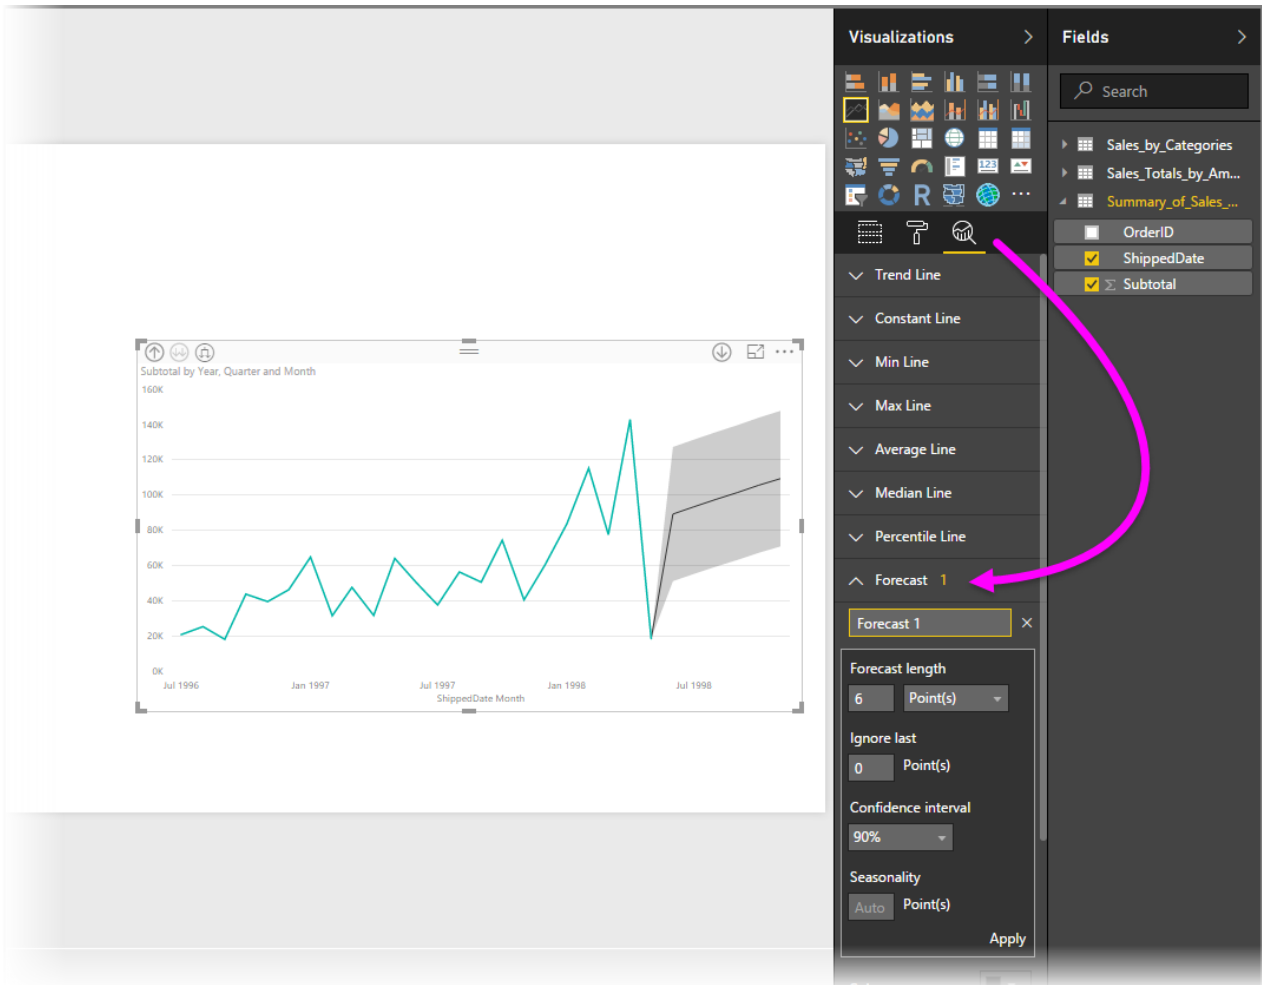 Visualizations
Fields
Search
123
R
Sales_by_Categories
Sales_Totals_by_Am...
Summary_of_Sales_...
OrderID
ShippedDate
Subtotal
Trend Line
Constant Line
Min Line
Max Line
Average Line
Median Line
Percentile Line
Forecast 1
Forecast 1
Forecast length
6 Point(s)
Ignore last
0 Point(s)
Confidence interval
90%
Seasonality
Auto Point(s)
Apply
Subtotal by Year, Quarter and Month
160K
140K
120K
100K
80K
60K
40K
20K
0K
Jul 1996 Jan 1997 Jul 1997 Jan 1998 Jul 1998
ShippedDate Month